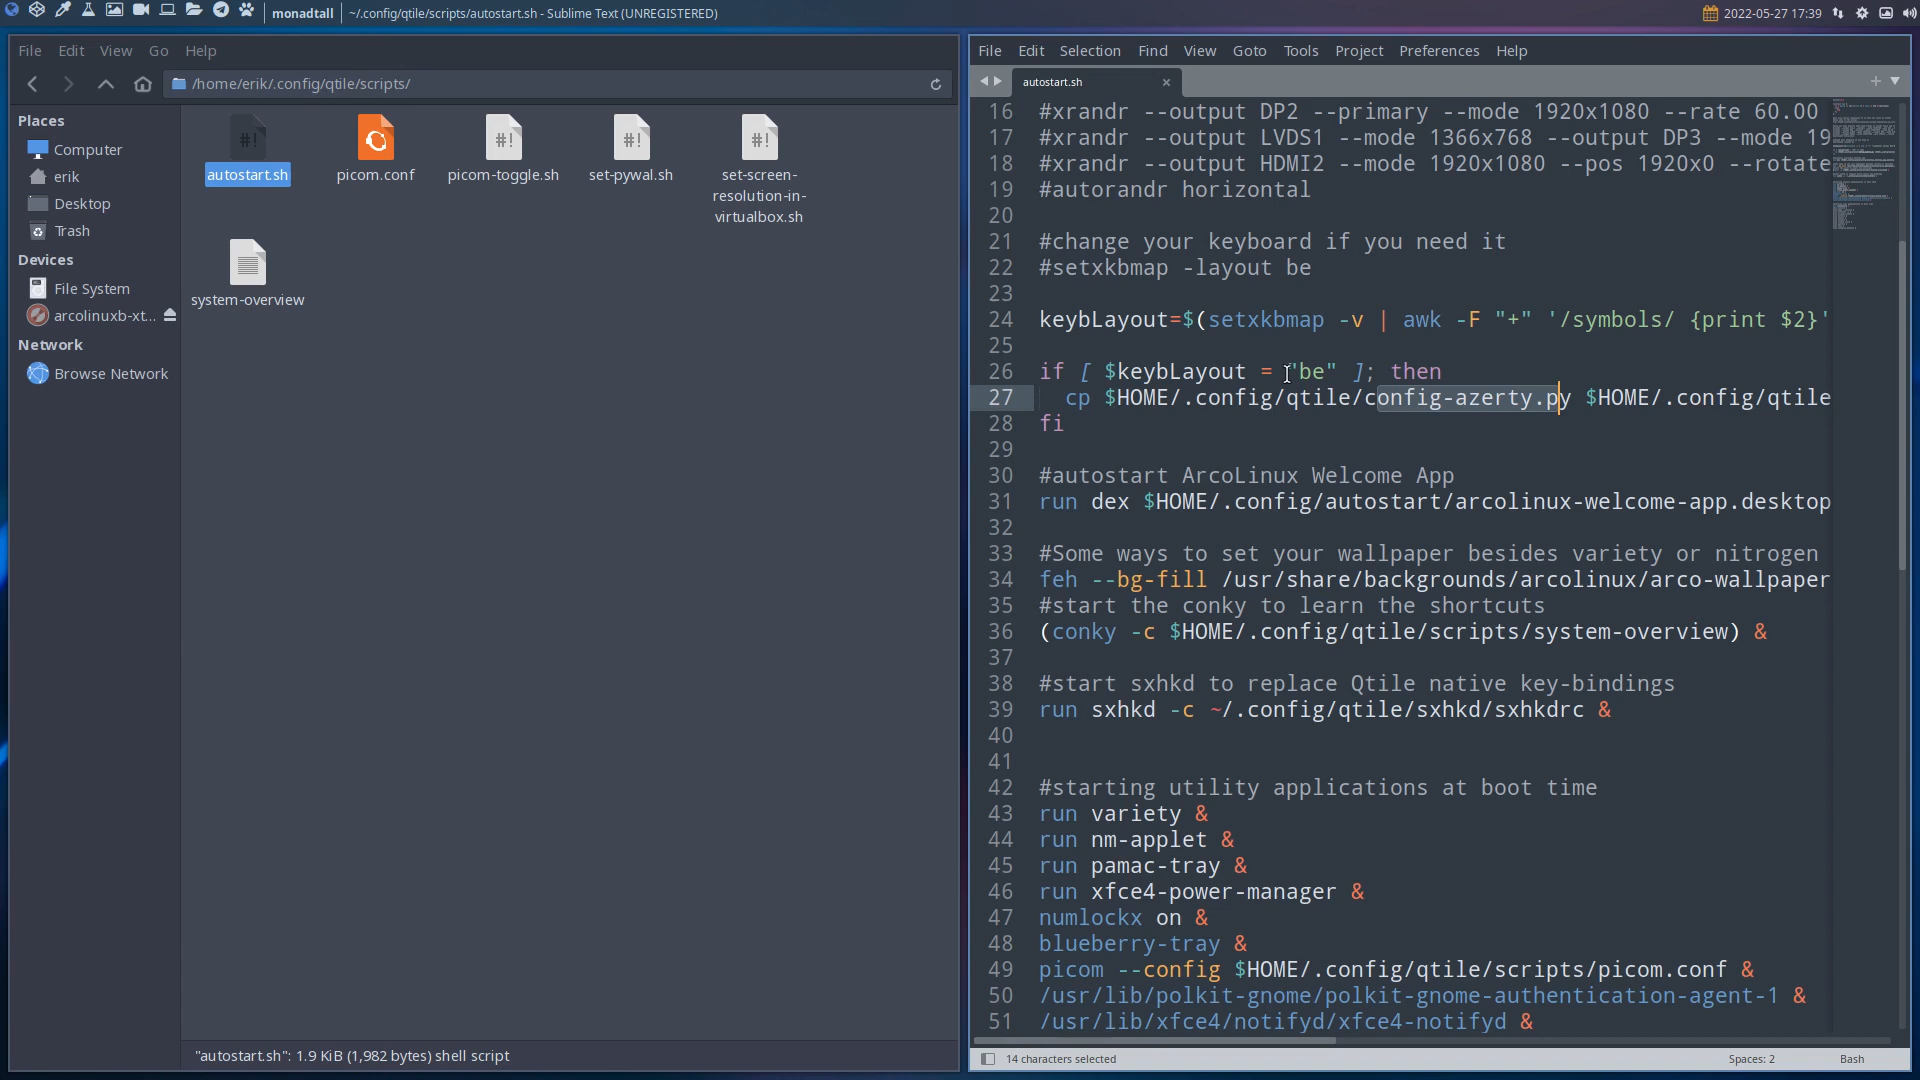 monadtall
~/.config/qtile/scripts/autostart.sh - Sublime Text (UNREGISTERED)
2022-05-27 17:39
File Edit View Go Help
/home/erik/.config/qtile/scripts/
Places
Computer
erik
Desktop
Trash
Devices
File System
arcolinuxb-xt...
Network
Browse Network
autostart.sh
picom.conf
picom-toggle.sh
set-pywal.sh
set-screen-
resolution-in-
virtualbox.sh
system-overview
"autostart.sh": 1.9 KiB (1,982 bytes) shell script
File Edit Selection Find View Goto Tools Project Preferences Help
autostart.sh
16 #xrandr --output DP2 --primary --mode 1920x1080 --rate 60.00
17 #xrandr --output LVDS1 --mode 1366x768 --output DP3 --mode 19
18 #xrandr --output HDMI2 --mode 1920x1080 --pos 1920x0 --rotate
19 #autorandr horizontal
20
21 #change your keyboard if you need it
22 #setxkbmap -layout be
23
24 keybLayout=$(setxkbmap -v | awk -F "+" '/symbols/ {print $2}'
25
26 if [ $keybLayout = "be" ]; then
27 cp $HOME/.config/qtile/config-azerty.py $HOME/.config/qtile
28 fi
29
30 #autostart ArcoLinux Welcome App
31 run dex $HOME/.config/autostart/arcolinux-welcome-app.desktop
32
33 #Some ways to set your wallpaper besides variety or nitrogen
34 feh --bg-fill /usr/share/backgrounds/arcolinux/arco-wallpaper
35 #start the conky to learn the shortcuts
36 (conky -c $HOME/.config/qtile/scripts/system-overview) &
37
38 #start sxhkd to replace Qtile native key-bindings
39 run sxhkd -c ~/.config/qtile/sxhkd/sxhkdrc &
40
41
42 #starting utility applications at boot time
43 run variety &
44 run nm-applet &
45 run pamac-tray &
46 run xfce4-power-manager &
47 numlockx on &
48 blueberry-tray &
49 picom --config $HOME/.config/qtile/scripts/picom.conf &
50 /usr/lib/polkit-gnome/polkit-gnome-authentication-agent-1 &
51 /usr/lib/xfce4/notifyd/xfce4-notifyd &
14 characters selected
Spaces: 2
Bash